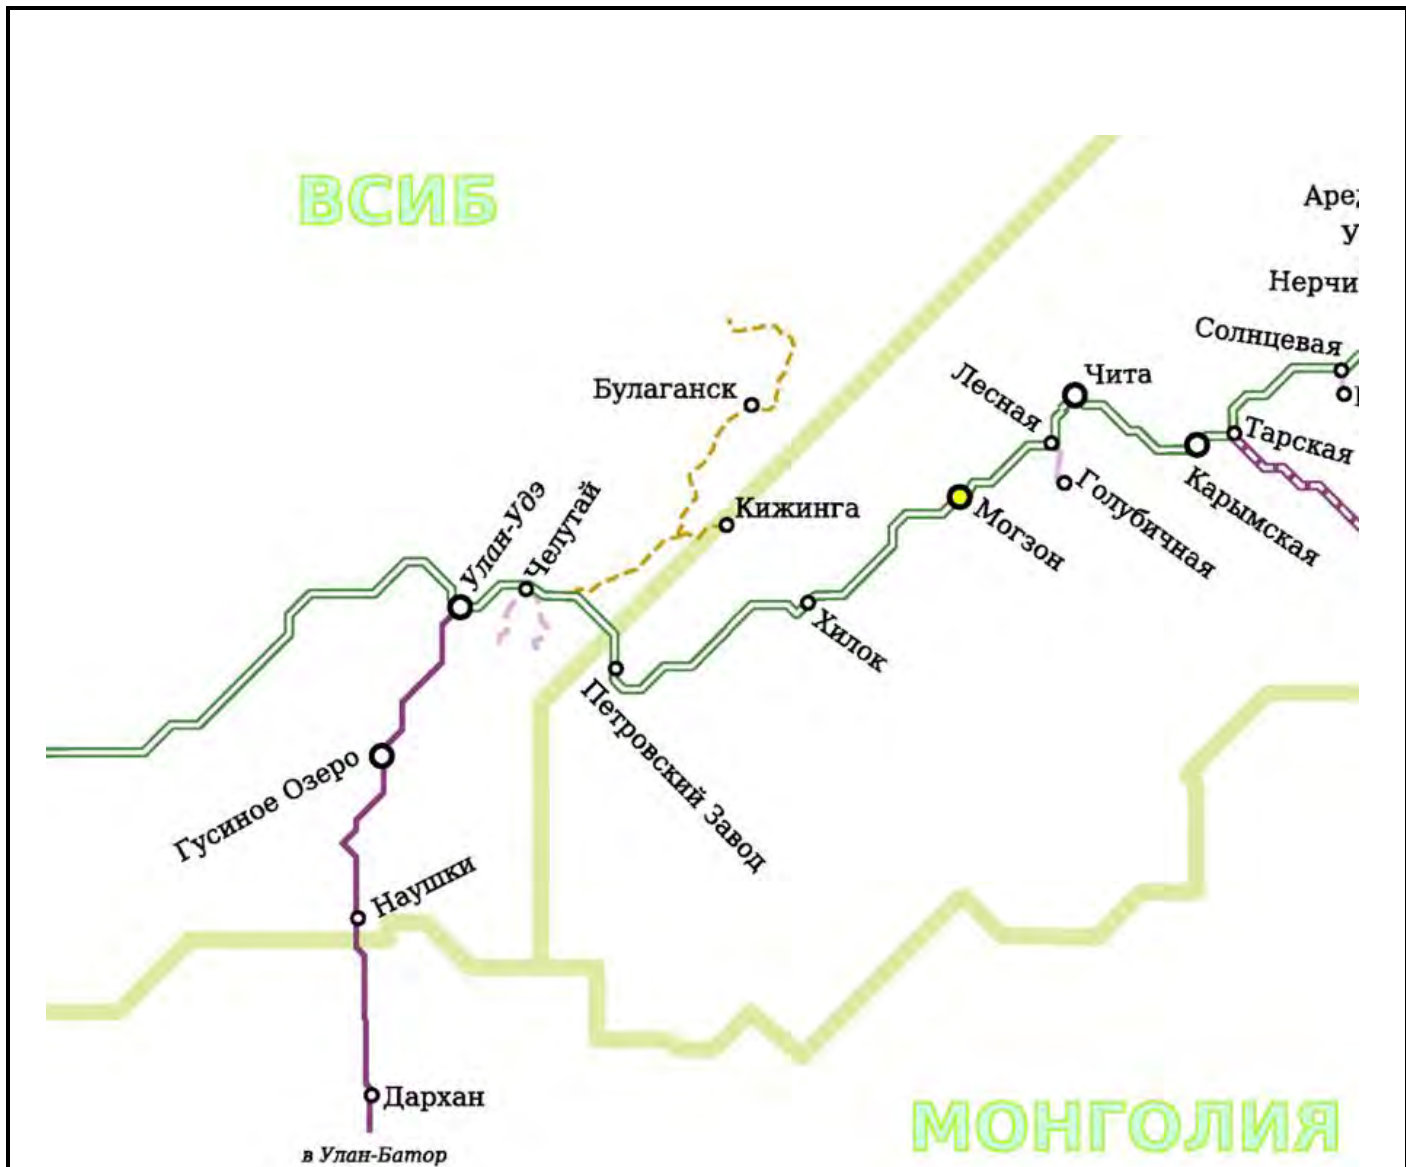 ВСИБ
Аре
У
Нерчи
Солнцевая
Чита
Булаганск
Лесная
Тарская
Кижинга
Улан-Удэ
Челутай
Могзон
Голубичная
Карымская
Хилок
Петровский Завод
Гусиное Озеро
Наушки
Дархан
МОНГОЛИЯ
в Улан-Батор